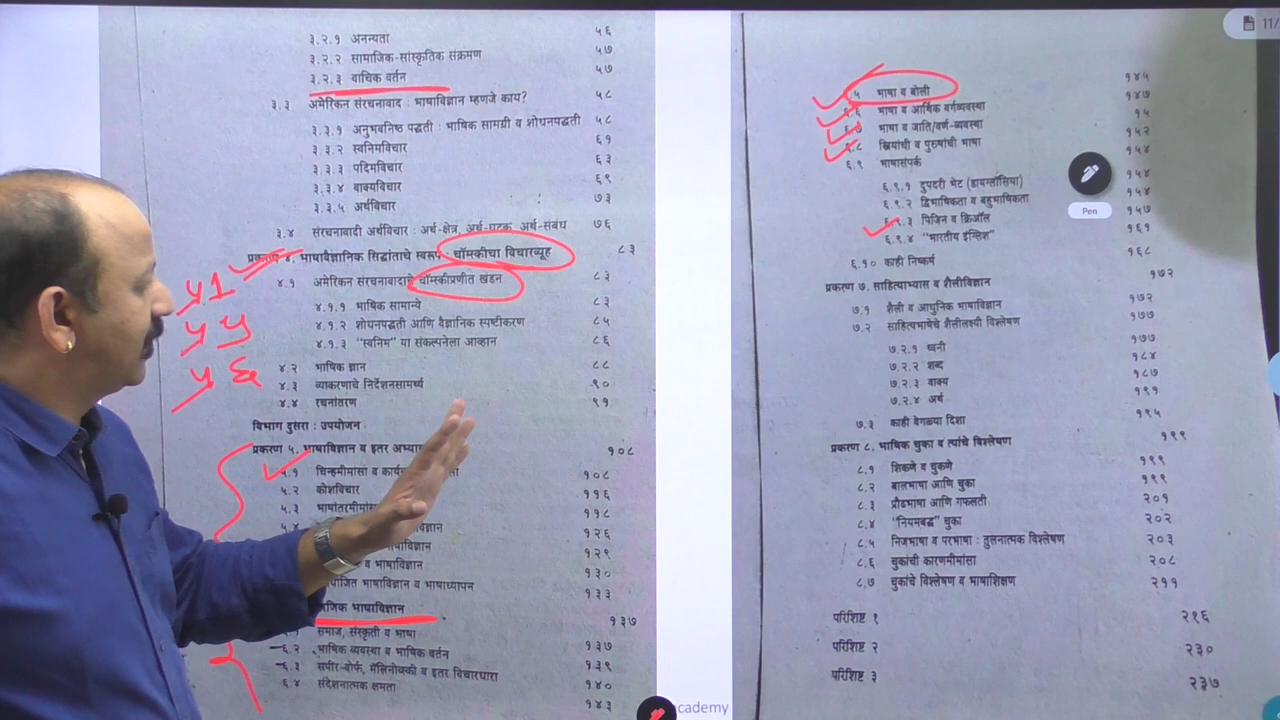 ३.२.१ अनन्यता ५६
३.२.२ सामाजिक-सांस्कृतिक संक्रमण ५७
३.२.३ वाचिक वर्तन ५७
३.३ अमेरिकन संरचनावाद : भाषाविज्ञान म्हणजे काय? ५८
३.३.१ अनुभवनिष्ठ पद्धती : भाषिक सामग्री व शोधनपद्धती ५८
३.३.२ स्वनिमविचार ६१
३.३.३ पदिमविचार ६३
३.३.४ वाक्यविचार ६९
३.३.५ अर्थविचार ७३
३.४ संरचनावादी अर्थविचार : अर्थ-क्षेत्र, अर्थ-घटक, अर्थ-संबंध ७६
प्रकरण ४. भाषावैज्ञानिक सिद्धांताचे स्वरूप : चॉम्स्कीचा विचारव्यूह ८३
४.१ अमेरिकन संरचनावादाचे चॉम्स्कीप्रणीत खंडन ८३
४.१.१ भाषिक सामान्ये ८३
४.१.२ शोधनपद्धती आणि वैज्ञानिक स्पष्टीकरण ८५
४.१.३ "स्वनिम" या संकल्पनेला आव्हान ८६
४.२ भाषिक ज्ञान ८८
४.३ व्याकरणाचे निर्देशनसामर्थ्य ९०
४.४ रचनांतरण ९१
विभाग दुसरा : उपयोजन
प्रकरण ५. भाषाविज्ञान व इतर १०८
५.१ चिन्हमीमांसा व १०८
५.२ कोशविचार ११६
५.३ ११८
५.४ १२६
१२९
व भाषाविज्ञान १३०
भाषाविज्ञान व भाषाध्यापन १३३
भाषाविज्ञान १३७
समाज, संस्कृती व भाषा १३७
६.२ भाषिक व्यवस्था व भाषिक वर्तन १३९
६.३ सपीर-वोर्फ, मॅलिनोव्स्की व इतर विचारधारा १४०
६.४ संदेशनात्मक क्षमता १४३
प्र 1
प्र ५
प्र ६
11/
भाषा व बोली १४५
भाषा व आर्थिक वर्गव्यवस्था १४७
भाषा व जाति/वर्ण-व्यवस्था १५
स्त्रियांची व पुरुषांची भाषा १५२
६.९ भाषासंपर्क १५४
६.९.१ दुपदरी भेट (डायग्लॉसिया) १५४
६.९.२ द्विभाषिकता व बहुभाषिकता १५४
६.९.३ पिजिन व क्रिऑल १५७
६.९.४ "भारतीय इंग्लिश" १६१
६.१० काही निष्कर्ष १६८
प्रकरण ७. साहित्याभ्यास व शैलीविज्ञान १७२
७.१ शैली व आधुनिक भाषाविज्ञान १७२
७.२ साहित्यभाषेचे शैलीलक्ष्यी विश्लेषण १७७
७.२.१ ध्वनी १७७
७.२.२ शब्द १८४
७.२.३ वाक्य १८७
७.२.४ अर्थ १९१
७.३ काही वेगळ्या दिशा १९५
प्रकरण ८. भाषिक चुका व त्यांचे विश्लेषण १९९
८.१ शिकणे व चुकणे १९९
८.२ बालभाषा आणि चुका १९९
८.३ प्रौढभाषा आणि गफलती २०१
८.४ "नियमबद्ध" चुका २०२
८.५ निजभाषा व परभाषा : तुलनात्मक विश्लेषण २०३
८.६ चुकांची कारणमीमांसा २०८
८.७ चुकांचे विश्लेषण व भाषाशिक्षण २११
परिशिष्ट १ २१६
परिशिष्ट २ २३०
परिशिष्ट ३ २३७
Pen
cademy